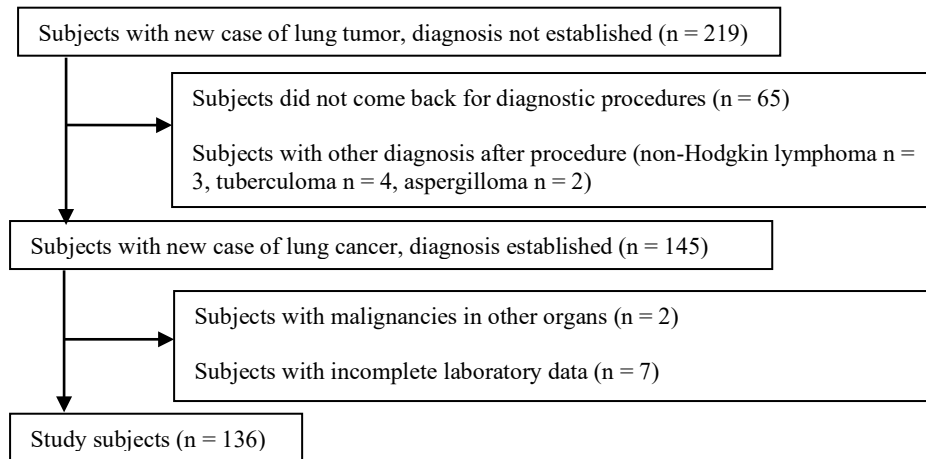 Subjects with new case of lung tumor, diagnosis not established (n = 219)
Subjects did not come back for diagnostic procedures (n = 65)
Subjects with other diagnosis after procedure (non-Hodgkin lymphoma n =
3, tuberculoma n = 4, aspergilloma n = 2)
Subjects with new case of lung cancer, diagnosis established (n = 145)
Subjects with malignancies in other organs (n = 2)
Subjects with incomplete laboratory data (n = 7)
Study subjects (n = 136)